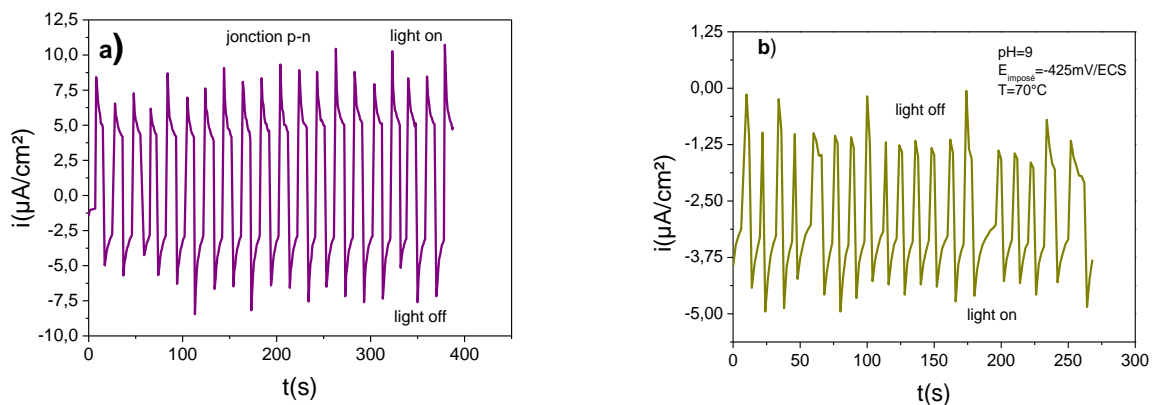 a)
jonction p-n
light on
light off
i(µA/cm²)
12,5
10,0
7,5
5,0
2,5
0,0
-2,5
-5,0
-7,5
-10,0
0
100
200
300
400
t(s)
b)
pH=9
Eimposé=-425mV/ECS
T=70°C
light off
light on
i(µA/cm²)
1,25
0,00
-1,25
-2,50
-3,75
-5,00
0
50
100
150
200
250
300
t(s)